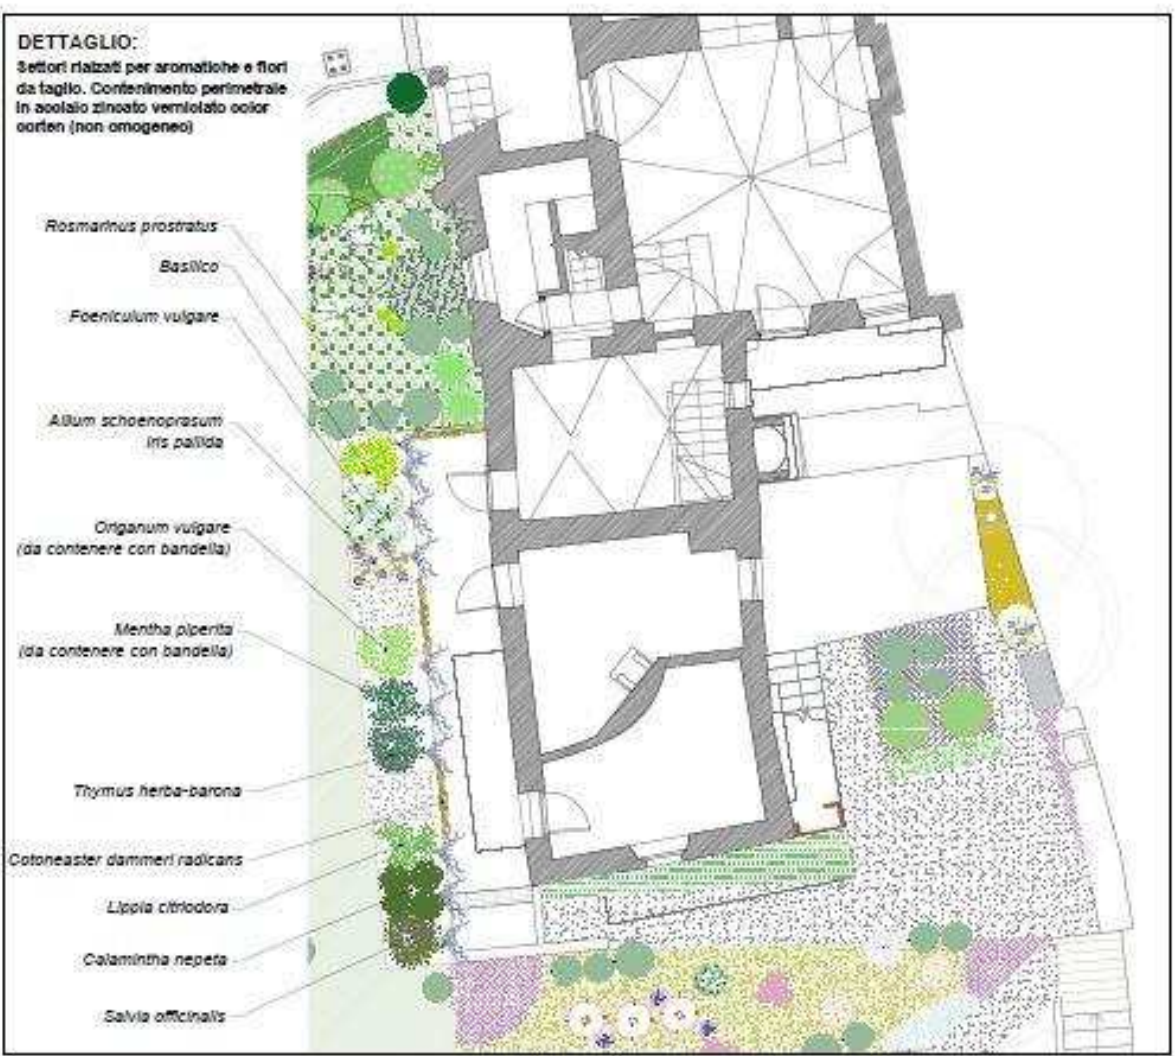 DETTAGLIO:
Settori rialzati per aromatiche e fiori
da taglio. Contenimento perimetrale
in acciaio zincato verniciato color
corten (non omogeneo)
Rosmarinus prostratus
Basilico
Foeniculum vulgare
Allium schoenoprasum
Iris pallida
Origanum vulgare
(da contenere con bandella)
Mentha piperita
(da contenere con bandella)
Thymus herba-barona
Cotoneaster dammeri radicans
Lippia citriodora
Calamintha nepeta
Salvia officinalis